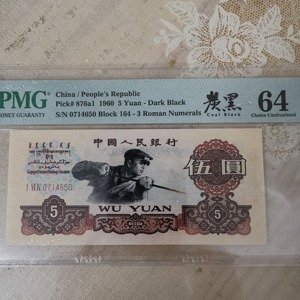 PMG
MONEY GUARANTY
China / People's Republic
Pick# 876a1 1960 5 Yuan - Dark Black
S/N 0714650 Block 164 - 3 Roman Numerals
炭黑
Coal Black
64
Choice Uncirculated
中国人民银行
0714650
伍圆
5
WU YUAN
5